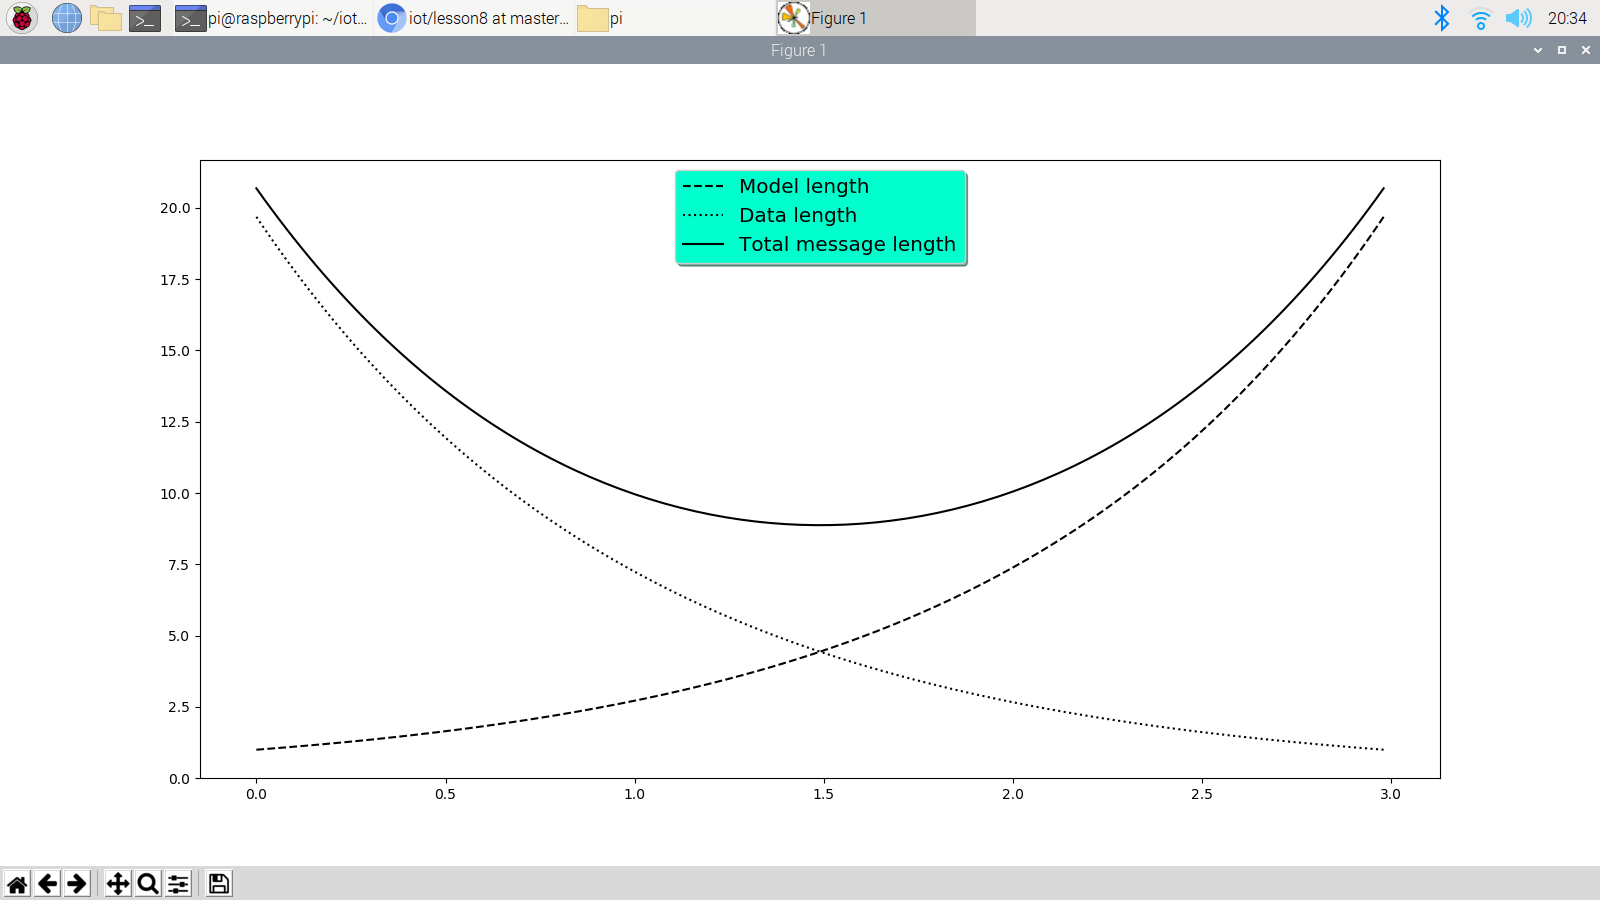 pi@raspberrypi: ~/iot...
iot/lesson8 at master...
pi
Figure 1
20:34
Figure 1
Model length
Data length
Total message length
20.0
17.5
15.0
12.5
10.0
7.5
5.0
2.5
0.0
0.0 0.5 1.0 1.5 2.0 2.5 3.0